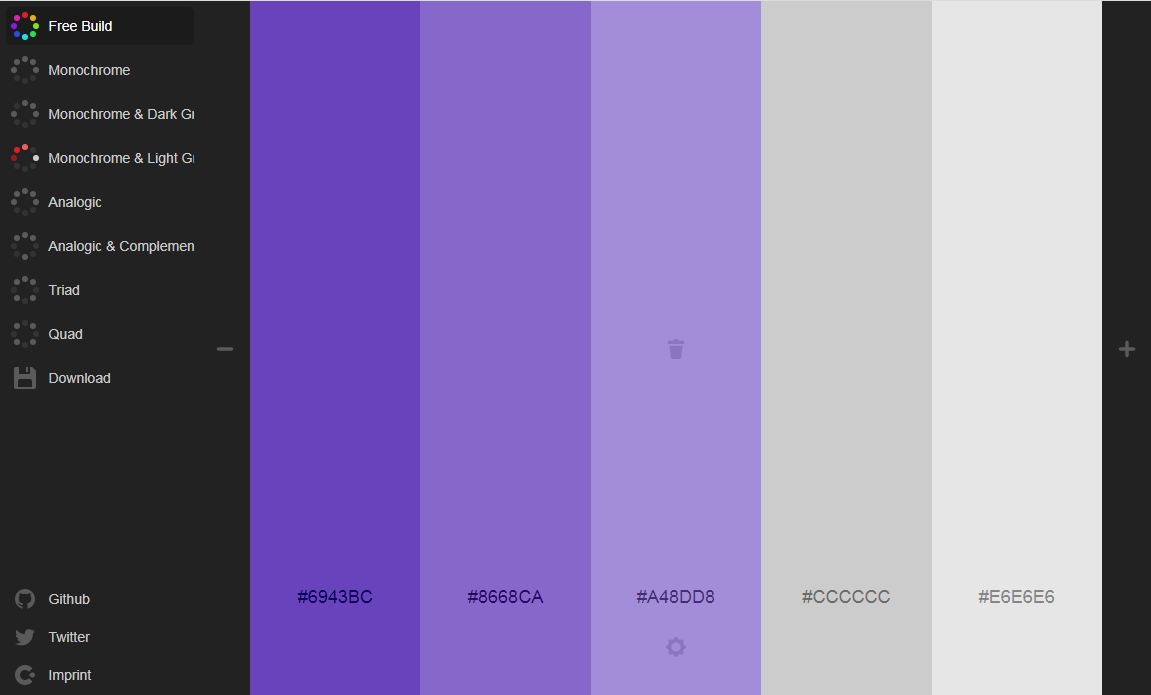 Free Build
Monochrome
Monochrome & Dark Gr
Monochrome & Light Gr
Analogic
Analogic & Complemen
Triad
Quad
Download
#6943BC
#8668CA
#A48DD8
#CCCCCC
#E6E6E6
Github
Twitter
Imprint